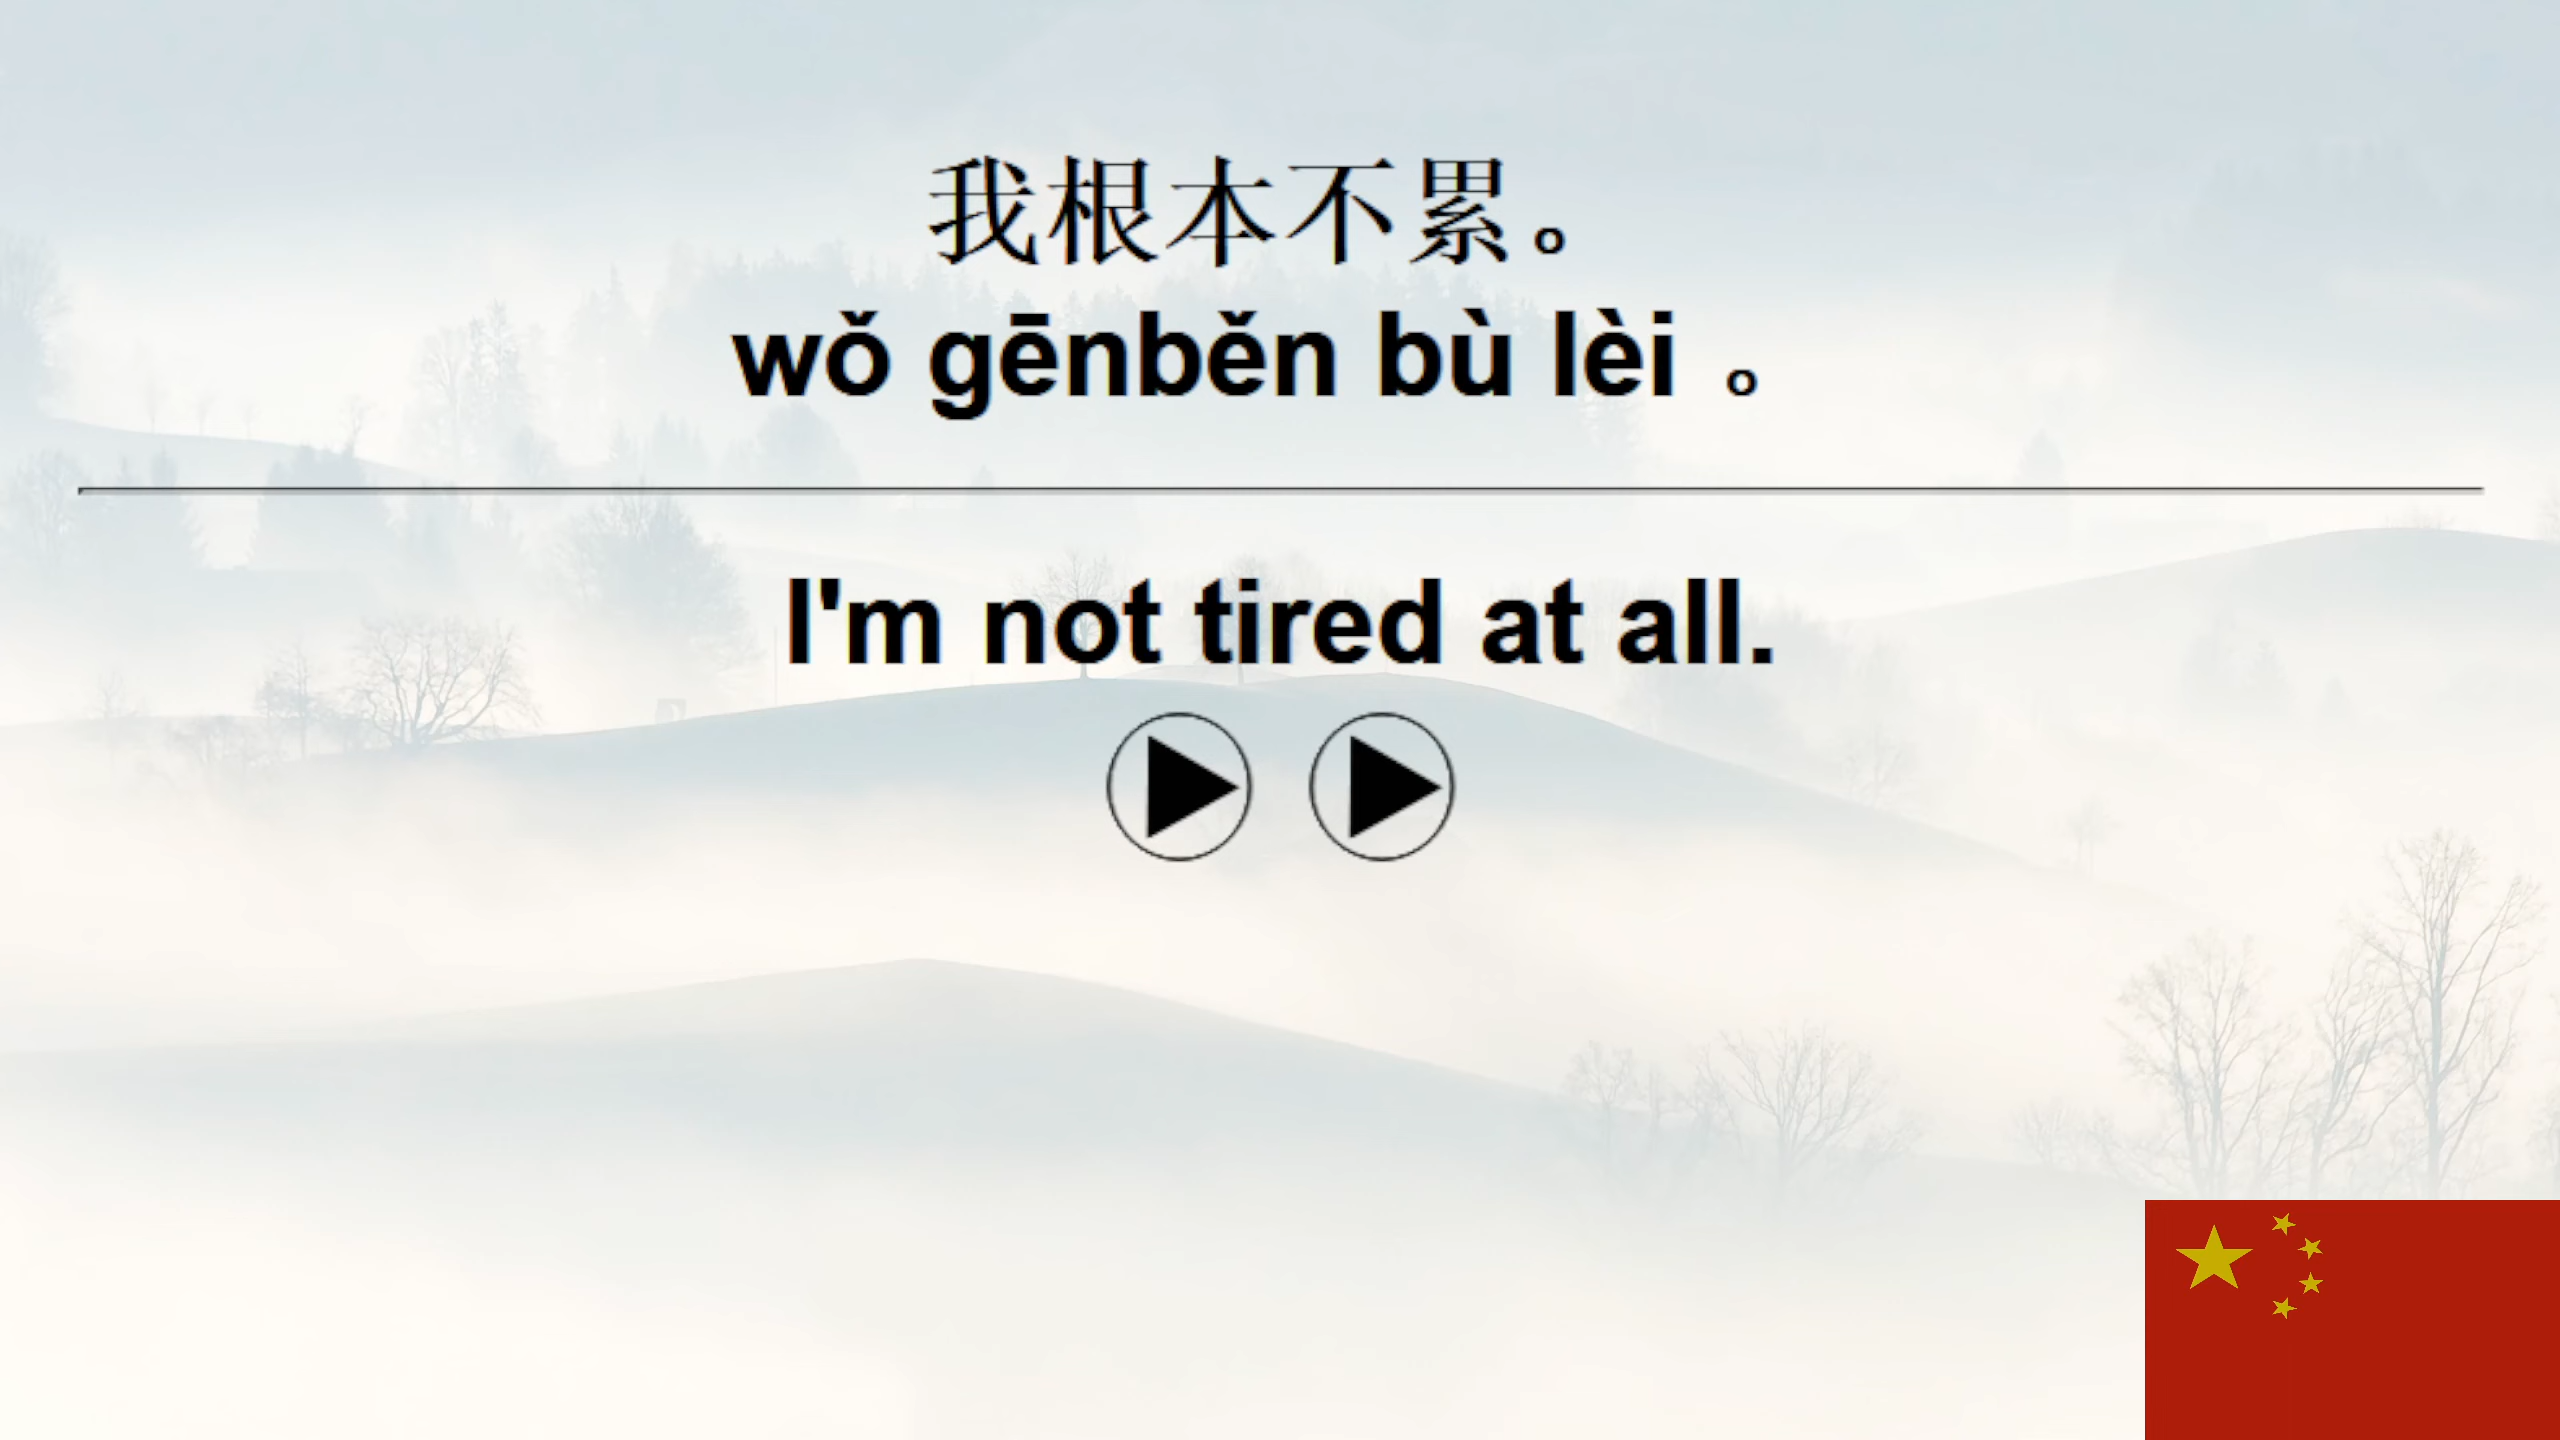 我根本不累。
wǒ gēnběn bù lèi 。
I'm not tired at all.